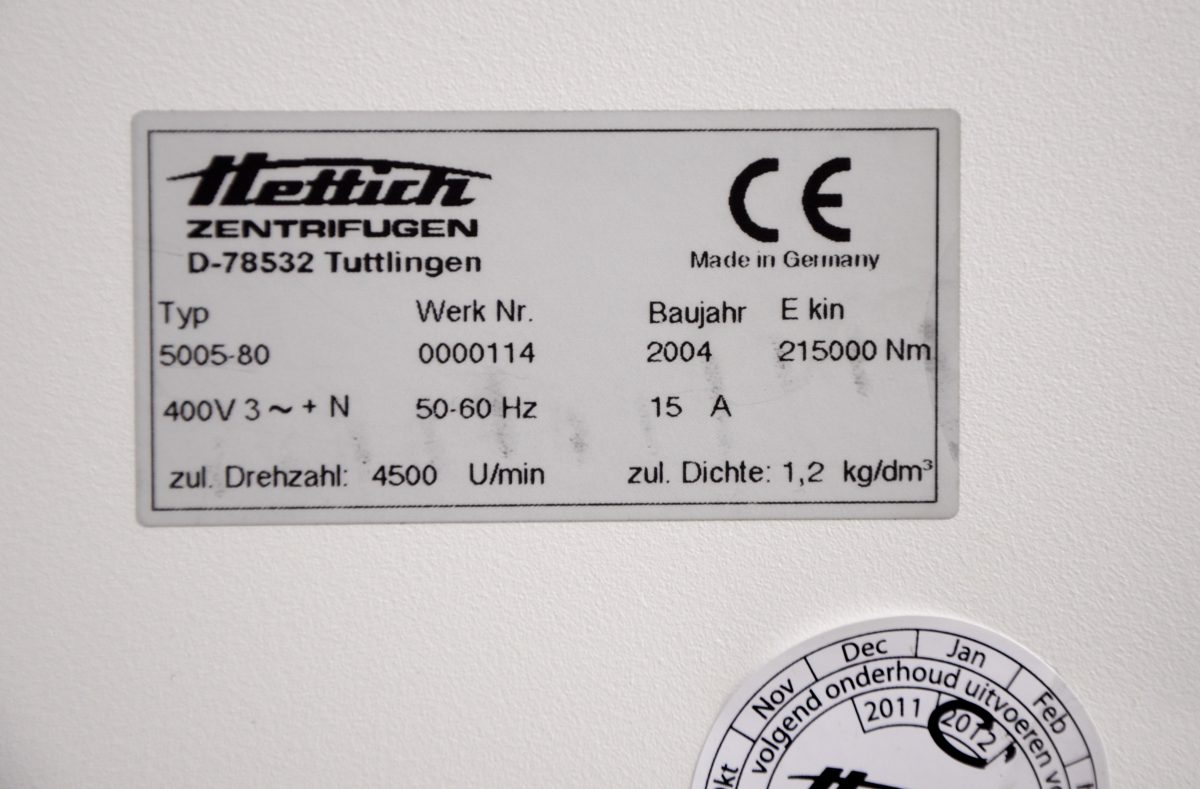 Hettich
ZENTRIFUGEN
D-78532 Tuttlingen
CE
Made in Germany
Typ Werk Nr. Baujahr E kin
5005-80 0000114 2004 215000 Nm
400V 3 ~ + N 50-60 Hz 15 A
zul. Drehzahl: 4500 U/min zul. Dichte: 1,2 kg/dm³
Nov Dec Jan Feb
volgend onderhoud uitvoeren
2011 2012